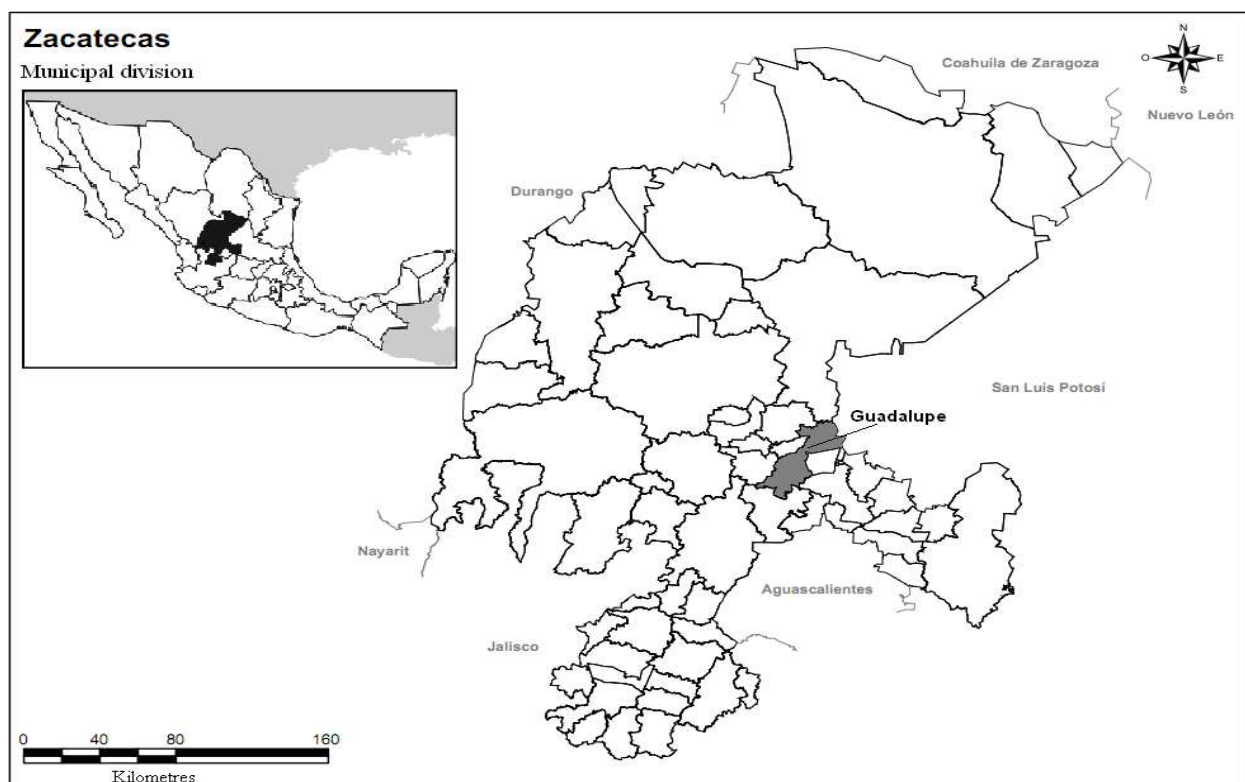 Zacatecas
Municipal division
Coahuila de Zaragoza
N
O
E
S
Nuevo León
Durango
San Luis Potosí
Guadalupe
Nayarit
Aguascalientes
Jalisco
0 40 80 160
Kilometres